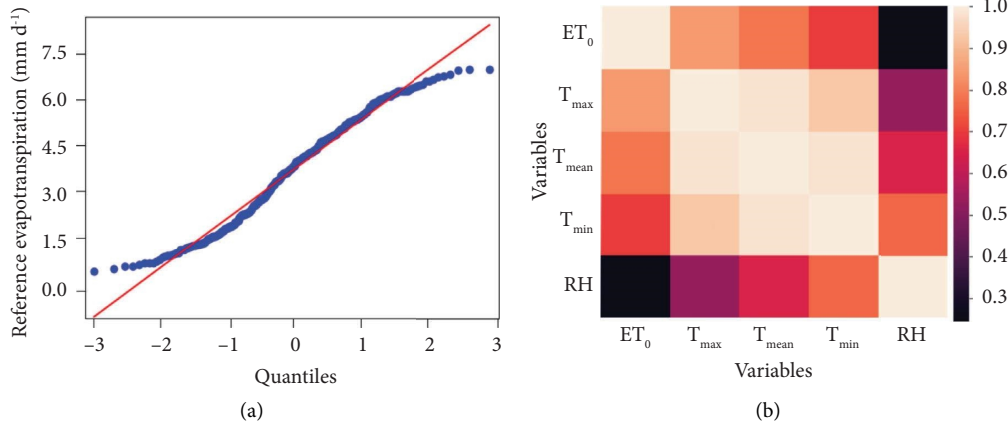 Reference evapotranspiration (mm d⁻¹)
7.5
6.0
4.5
3.0
1.5
0.0
–3 –2 –1 0 1 2 3
Quantiles
(a)
Variables
ET₀
Tmax
Tmean
Tmin
RH
ET₀ Tmax Tmean Tmin RH
Variables
1.0
0.9
0.8
0.7
0.6
0.5
0.4
0.3
(b)